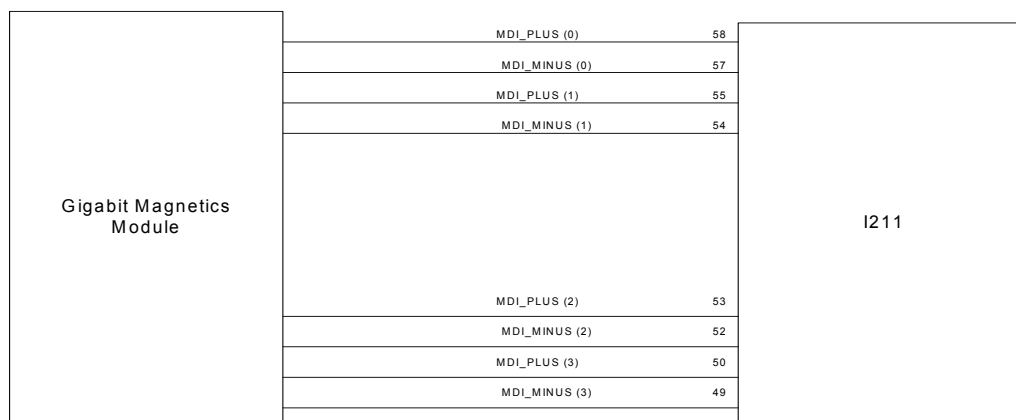 MDI_PLUS (0) 58
MDI_MINUS (0) 57
MDI_PLUS (1) 55
MDI_MINUS (1) 54
Gigabit Magnetics
Module
I211
MDI_PLUS (2) 53
MDI_MINUS (2) 52
MDI_PLUS (3) 50
MDI_MINUS (3) 49